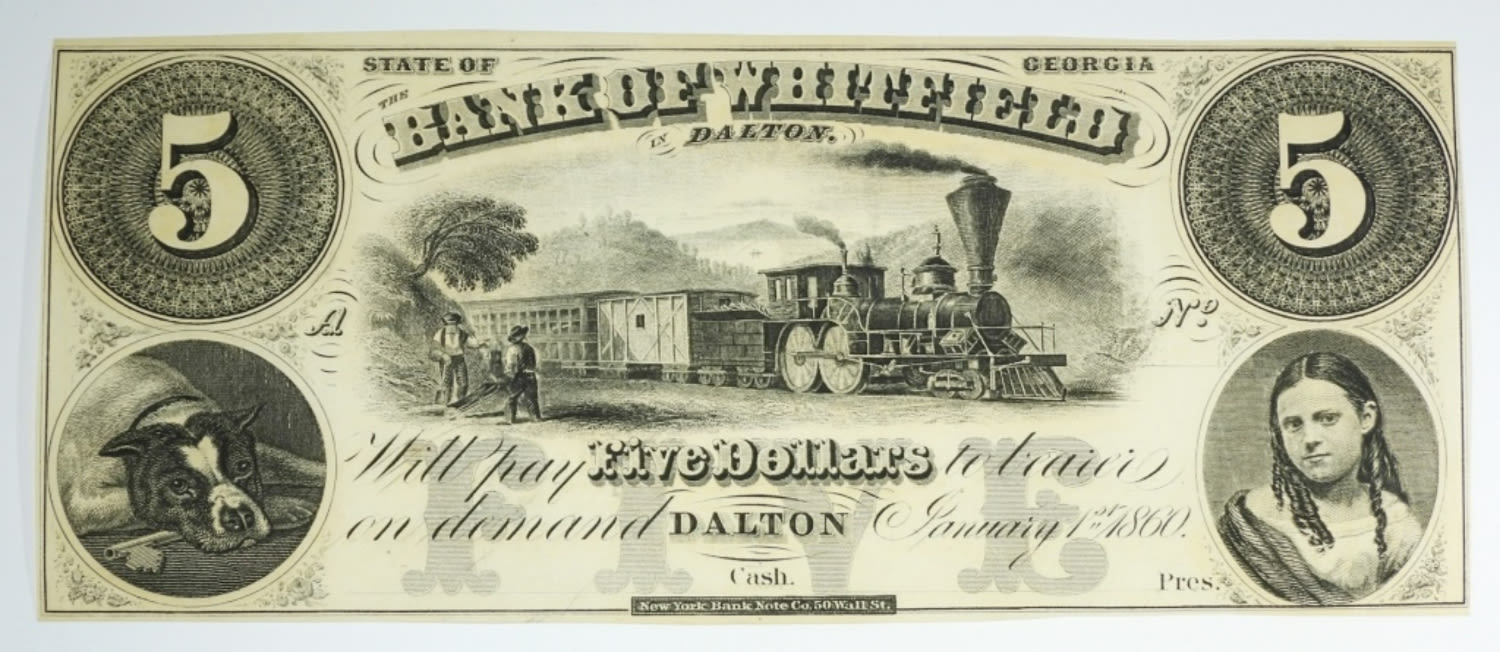 STATE OF GEORGIA
THE BANK OF WHITFIELD
IN DALTON.
5 5
A No.
Will pay Five Dollars to bearer
on demand DALTON January 1st 1860.
FIVE
Cash. Pres.
New York Bank Note Co. 50 Wall St.